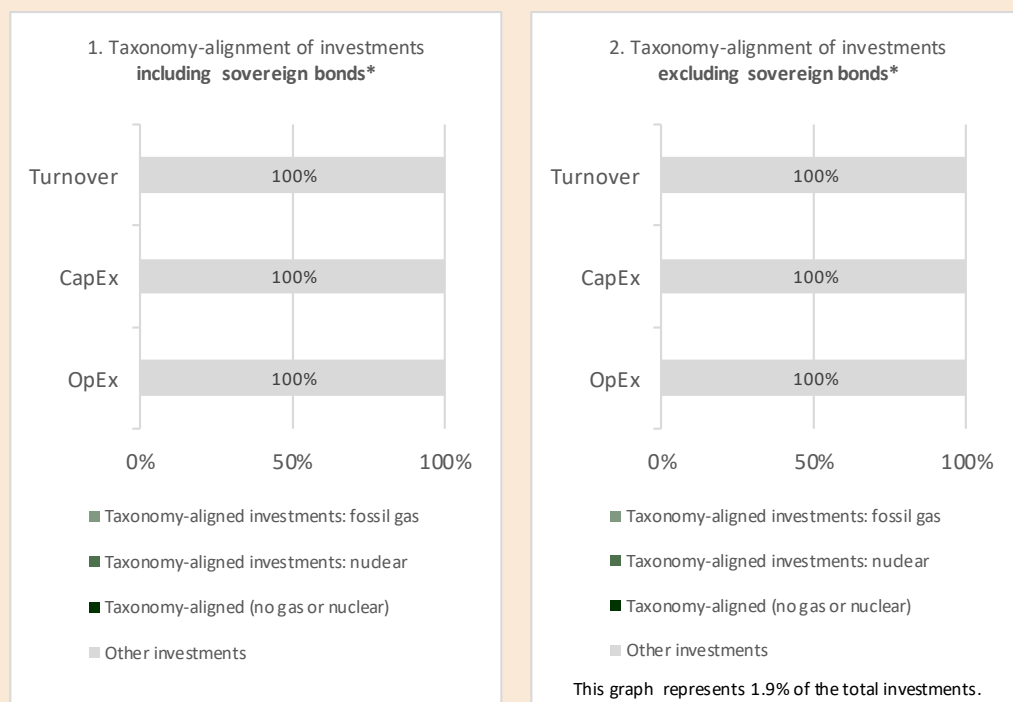 1. Taxonomy-alignment of investments
including sovereign bonds*
Turnover
100%
CapEx
100%
OpEx
100%
0%
50%
100%
Taxonomy-aligned investments: fossil gas
Taxonomy-aligned investments: nuclear
Taxonomy-aligned (no gas or nuclear)
Other investments
2. Taxonomy-alignment of investments
excluding sovereign bonds*
Turnover
100%
CapEx
100%
OpEx
100%
0%
50%
100%
Taxonomy-aligned investments: fossil gas
Taxonomy-aligned investments: nuclear
Taxonomy-aligned (no gas or nuclear)
Other investments
This graph represents 1.9% of the total investments.